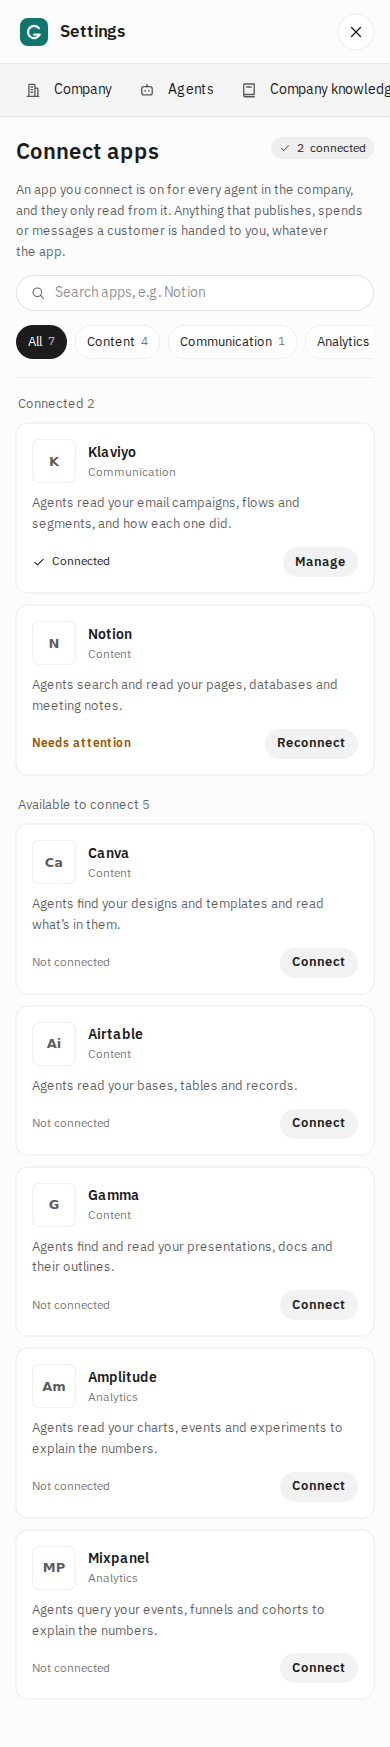 G Settings
Company Agents Company knowledg
Connect apps
2 connected
An app you connect is on for every agent in the company,
and they only read from it. Anything that publishes, spends
or messages a customer is handed to you, whatever
the app.
Search apps, e.g. Notion
All 7 Content 4 Communication 1 Analytics
Connected 2
K
Klaviyo
Communication
Agents read your email campaigns, flows and
segments, and how each one did.
Connected Manage
N
Notion
Content
Agents search and read your pages, databases and
meeting notes.
Needs attention Reconnect
Available to connect 5
Ca
Canva
Content
Agents find your designs and templates and read
what's in them.
Not connected Connect
Ai
Airtable
Content
Agents read your bases, tables and records.
Not connected Connect
G
Gamma
Content
Agents find and read your presentations, docs and
their outlines.
Not connected Connect
Am
Amplitude
Analytics
Agents read your charts, events and experiments to
explain the numbers.
Not connected Connect
MP
Mixpanel
Analytics
Agents query your events, funnels and cohorts to
explain the numbers.
Not connected Connect